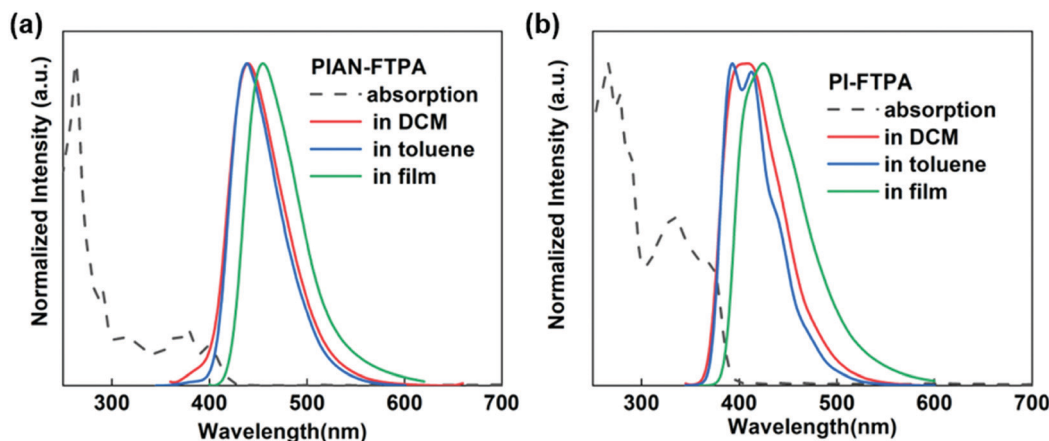 (a)
Normalized Intensity (a.u.)
PIAN-FTPA
absorption
in DCM
in toluene
in film
300 400 500 600 700
Wavelength(nm)
(b)
Normalized Intensity (a.u.)
PI-FTPA
absorption
in DCM
in toluene
in film
300 400 500 600 700
Wavelength(nm)